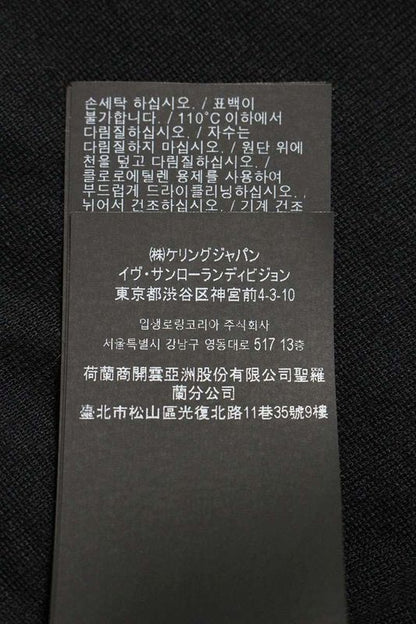 손세탁 하십시오. / 표백이
불가합니다. / 110°C 이하에서
다림질하십시오. / 자수는
다림질하지 마십시오. / 원단 위에
천을 덮고 다림질하십시오. /
클로로에틸렌 용제를 사용하여
부드럽게 드라이클리닝하십시오. .
뉘어서 건조하십시오. / 기계 건조
㈱ケリングジャパン
イヴ・サンローランディビジョン
東京都渋谷区神宮前4-3-10
입생로랑코리아 주식회사
서울특별시 강남구 영동대로 517 13층
荷蘭商開雲亞洲股份有限公司聖羅
蘭分公司
臺北市松山區光復北路11巷35號9樓